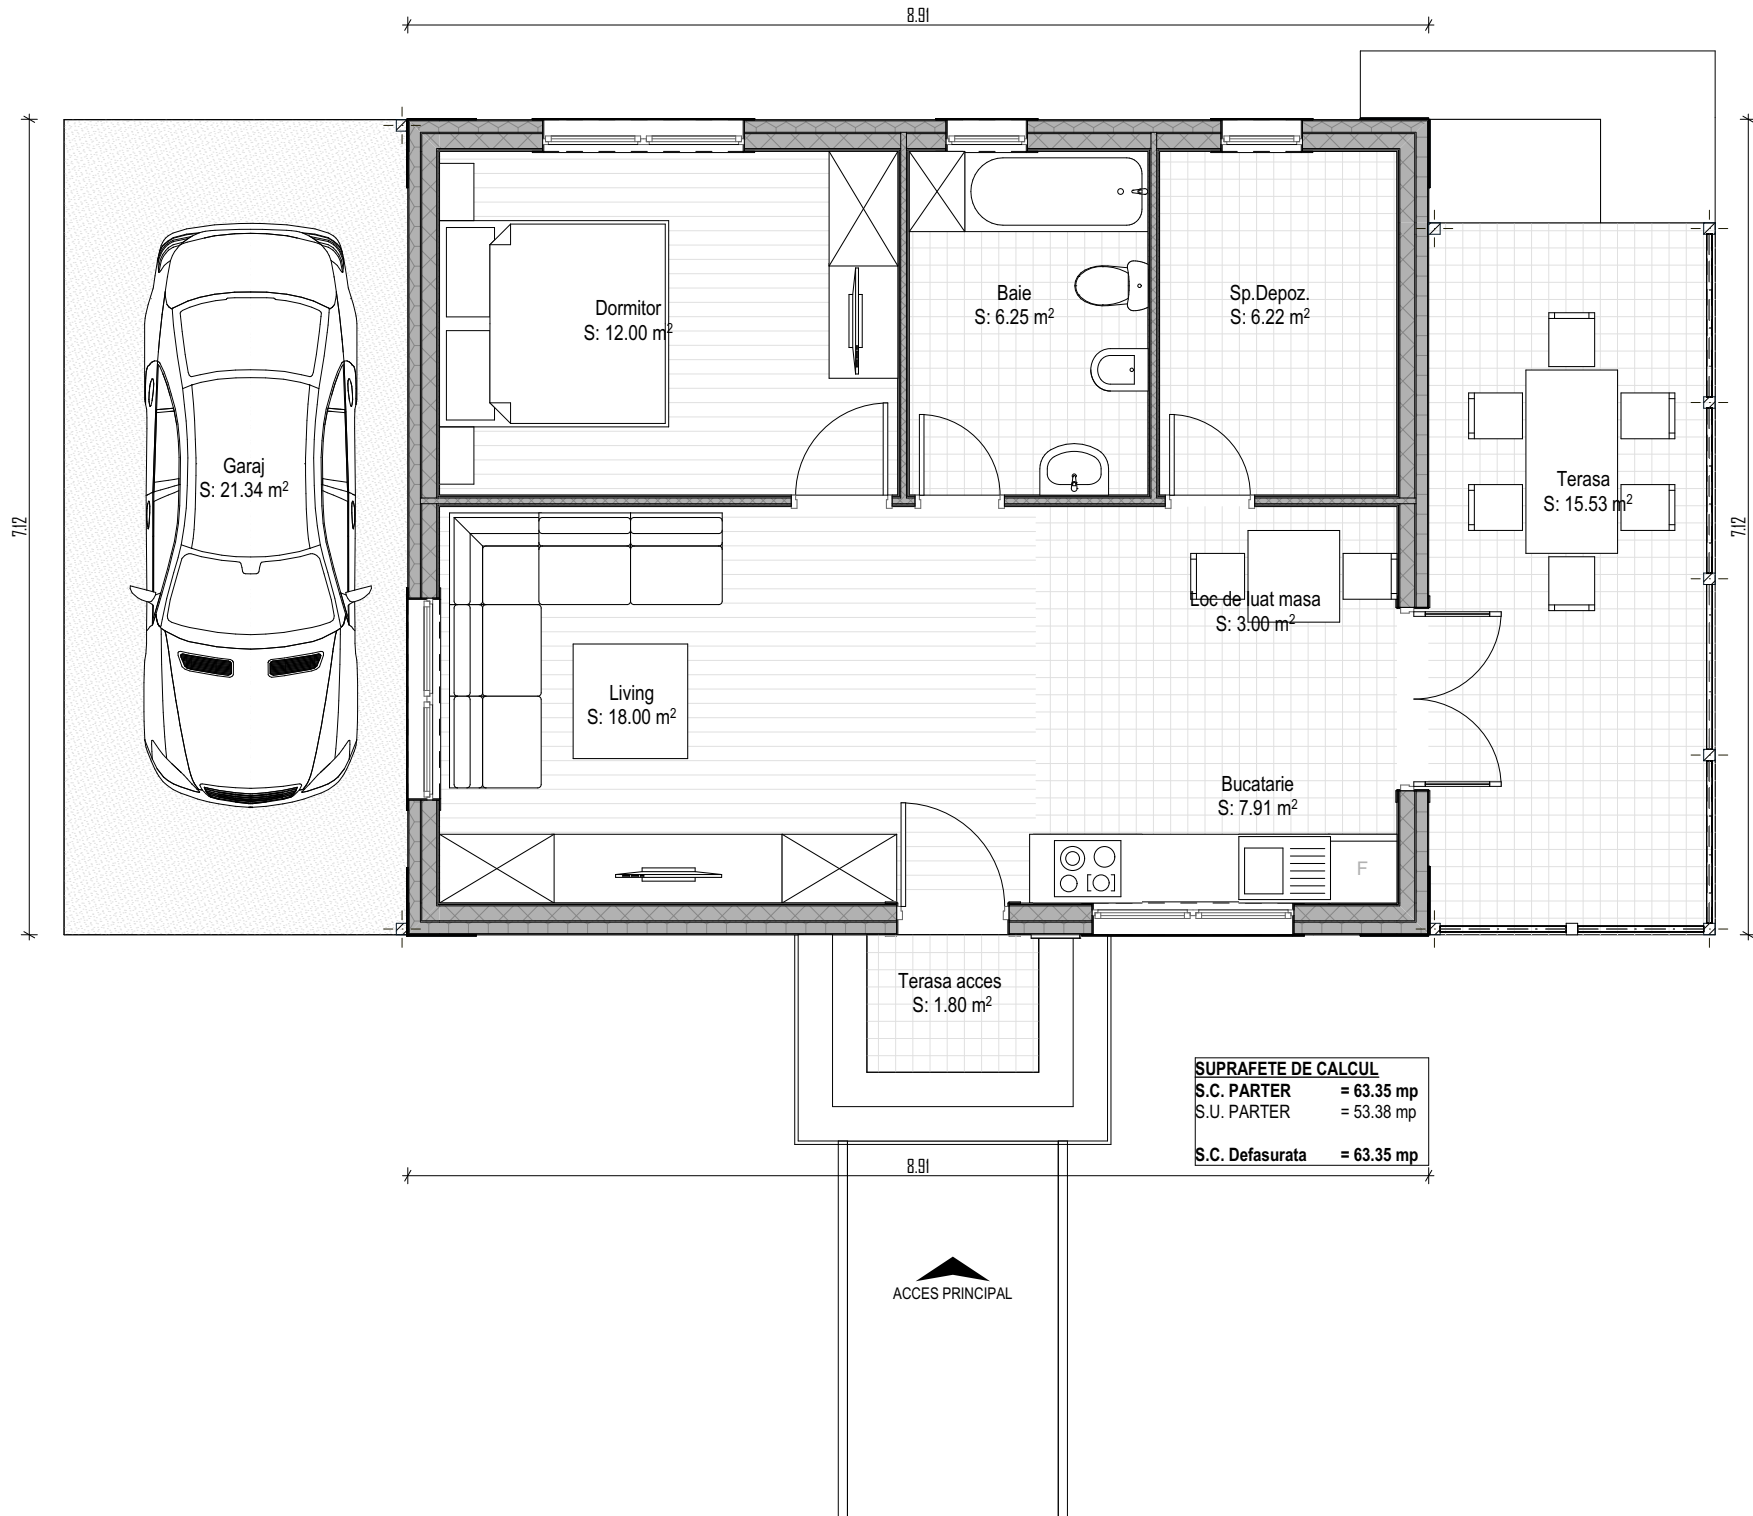 8.91
7.12
Dormitor
S: 12.00 m²
Baie
S: 6.25 m²
Sp.Depoz.
S: 6.22 m²
Garaj
S: 21.34 m²
Terasa
S: 15.53 m²
7.12
Loc de luat masa
S: 3.00 m²
Living
S: 18.00 m²
Bucatarie
S: 7.91 m²
F
Terasa acces
S: 1.80 m²
SUPRAFETE DE CALCUL
S.C. PARTER = 63.35 mp
S.U. PARTER = 53.38 mp
S.C. Defasurata = 63.35 mp
8.91
ACCES PRINCIPAL